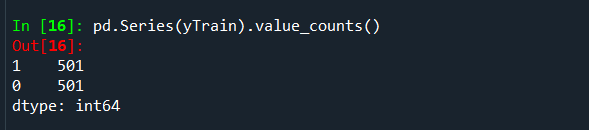 In [16]: pd.Series(yTrain).value_counts()
Out[16]:
1    501
0    501
dtype: int64